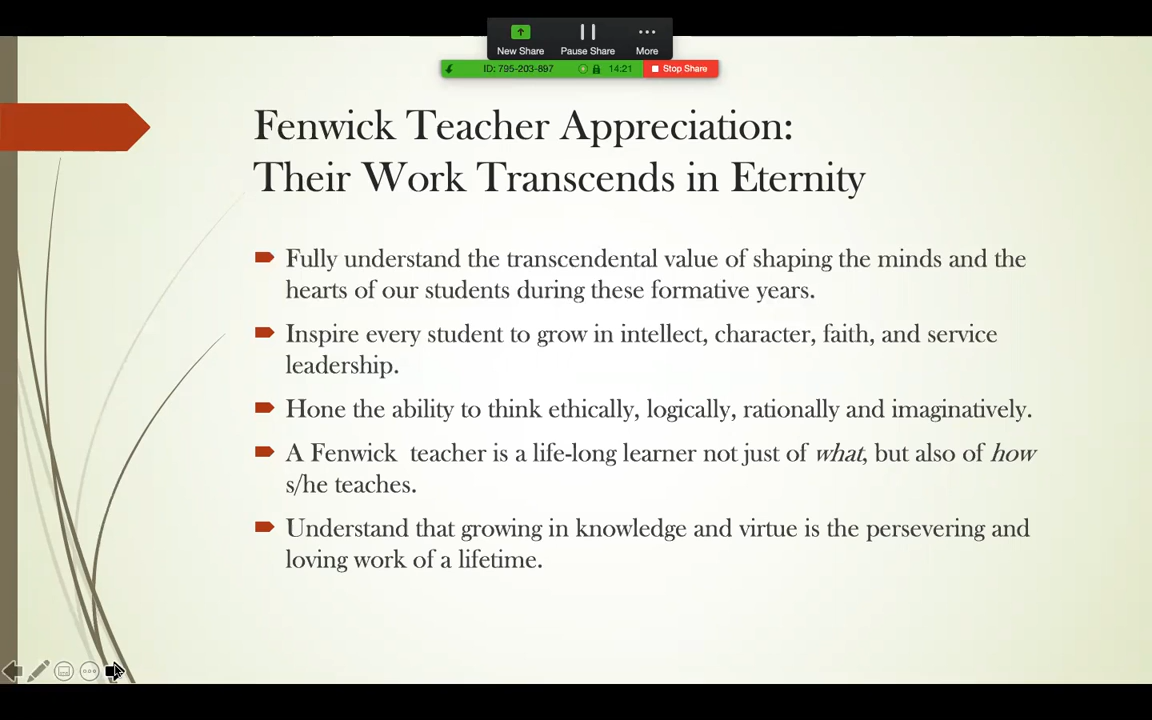 New Share Pause Share More
ID: 795-203-897 14:21 Stop Share
Fenwick Teacher Appreciation:
Their Work Transcends in Eternity
Fully understand the transcendental value of shaping the minds and the
hearts of our students during these formative years.
Inspire every student to grow in intellect, character, faith, and service
leadership.
Hone the ability to think ethically, logically, rationally and imaginatively.
A Fenwick teacher is a life-long learner not just of what, but also of how
s/he teaches.
Understand that growing in knowledge and virtue is the persevering and
loving work of a lifetime.